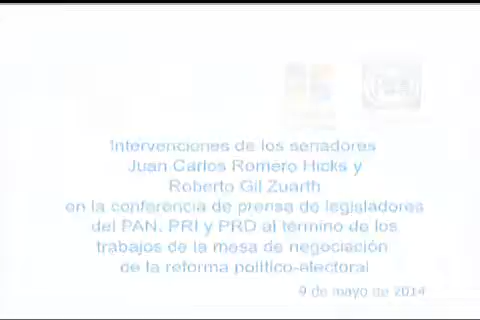 PAN
Intervenciones de los senadores
Juan Carlos Romero Hicks y
Roberto Gil Zuarth
en la conferencia de prensa de legisladores
del PAN, PRI y PRD al término de los
trabajos de la mesa de negociación
de la reforma político-electoral
9 de mayo de 2014